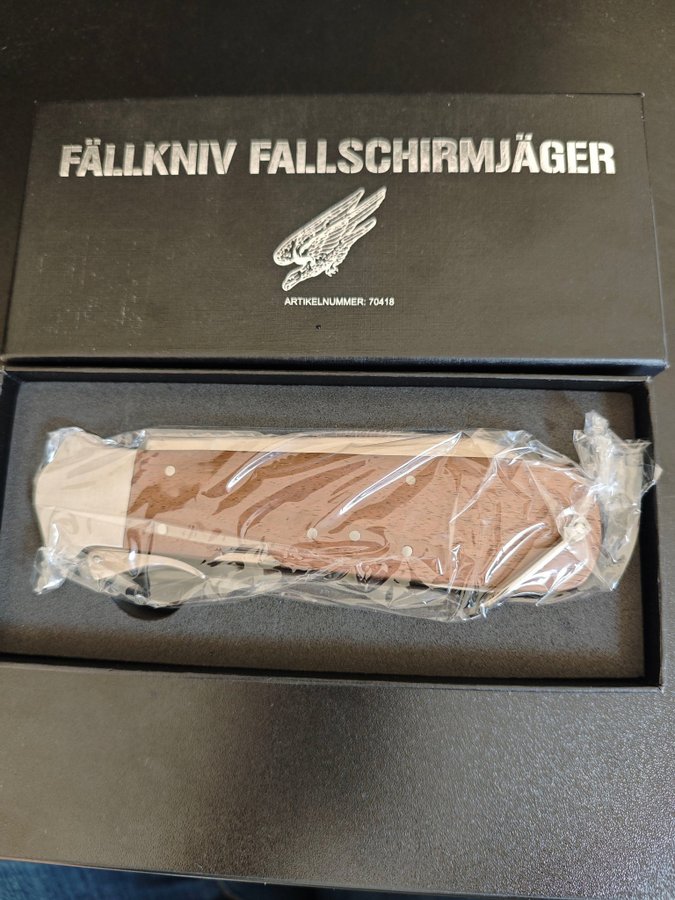 FÄLLKNIV FALLSCHIRMJÄGER
ARTIKELNUMMER: 70418